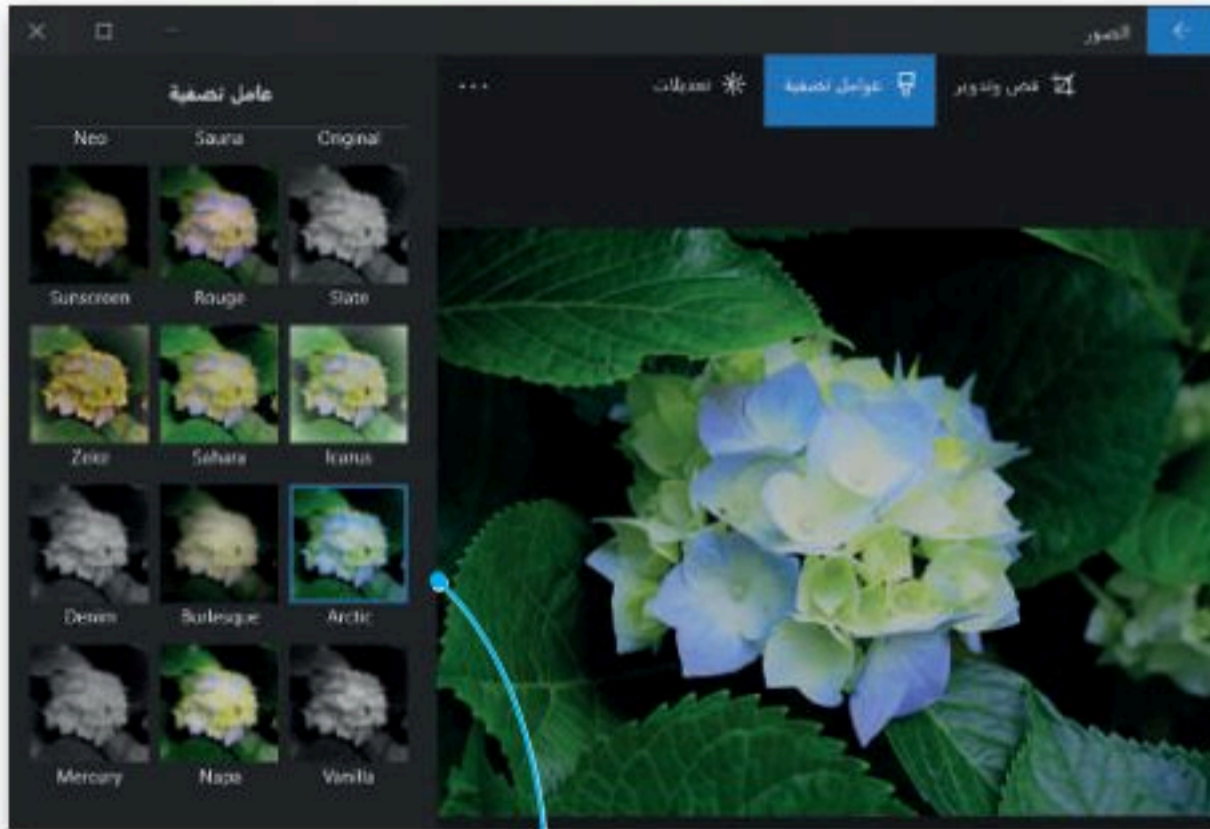 الصور
قص وتدوير
عوامل تصفية
تعديلات
...
عامل تصفية
Neo Sauna Original
Sunscreen Rouge Slate
Zeke Sahara Icarus
Denim Burlesque Arctic
Mercury Napa Vanilla